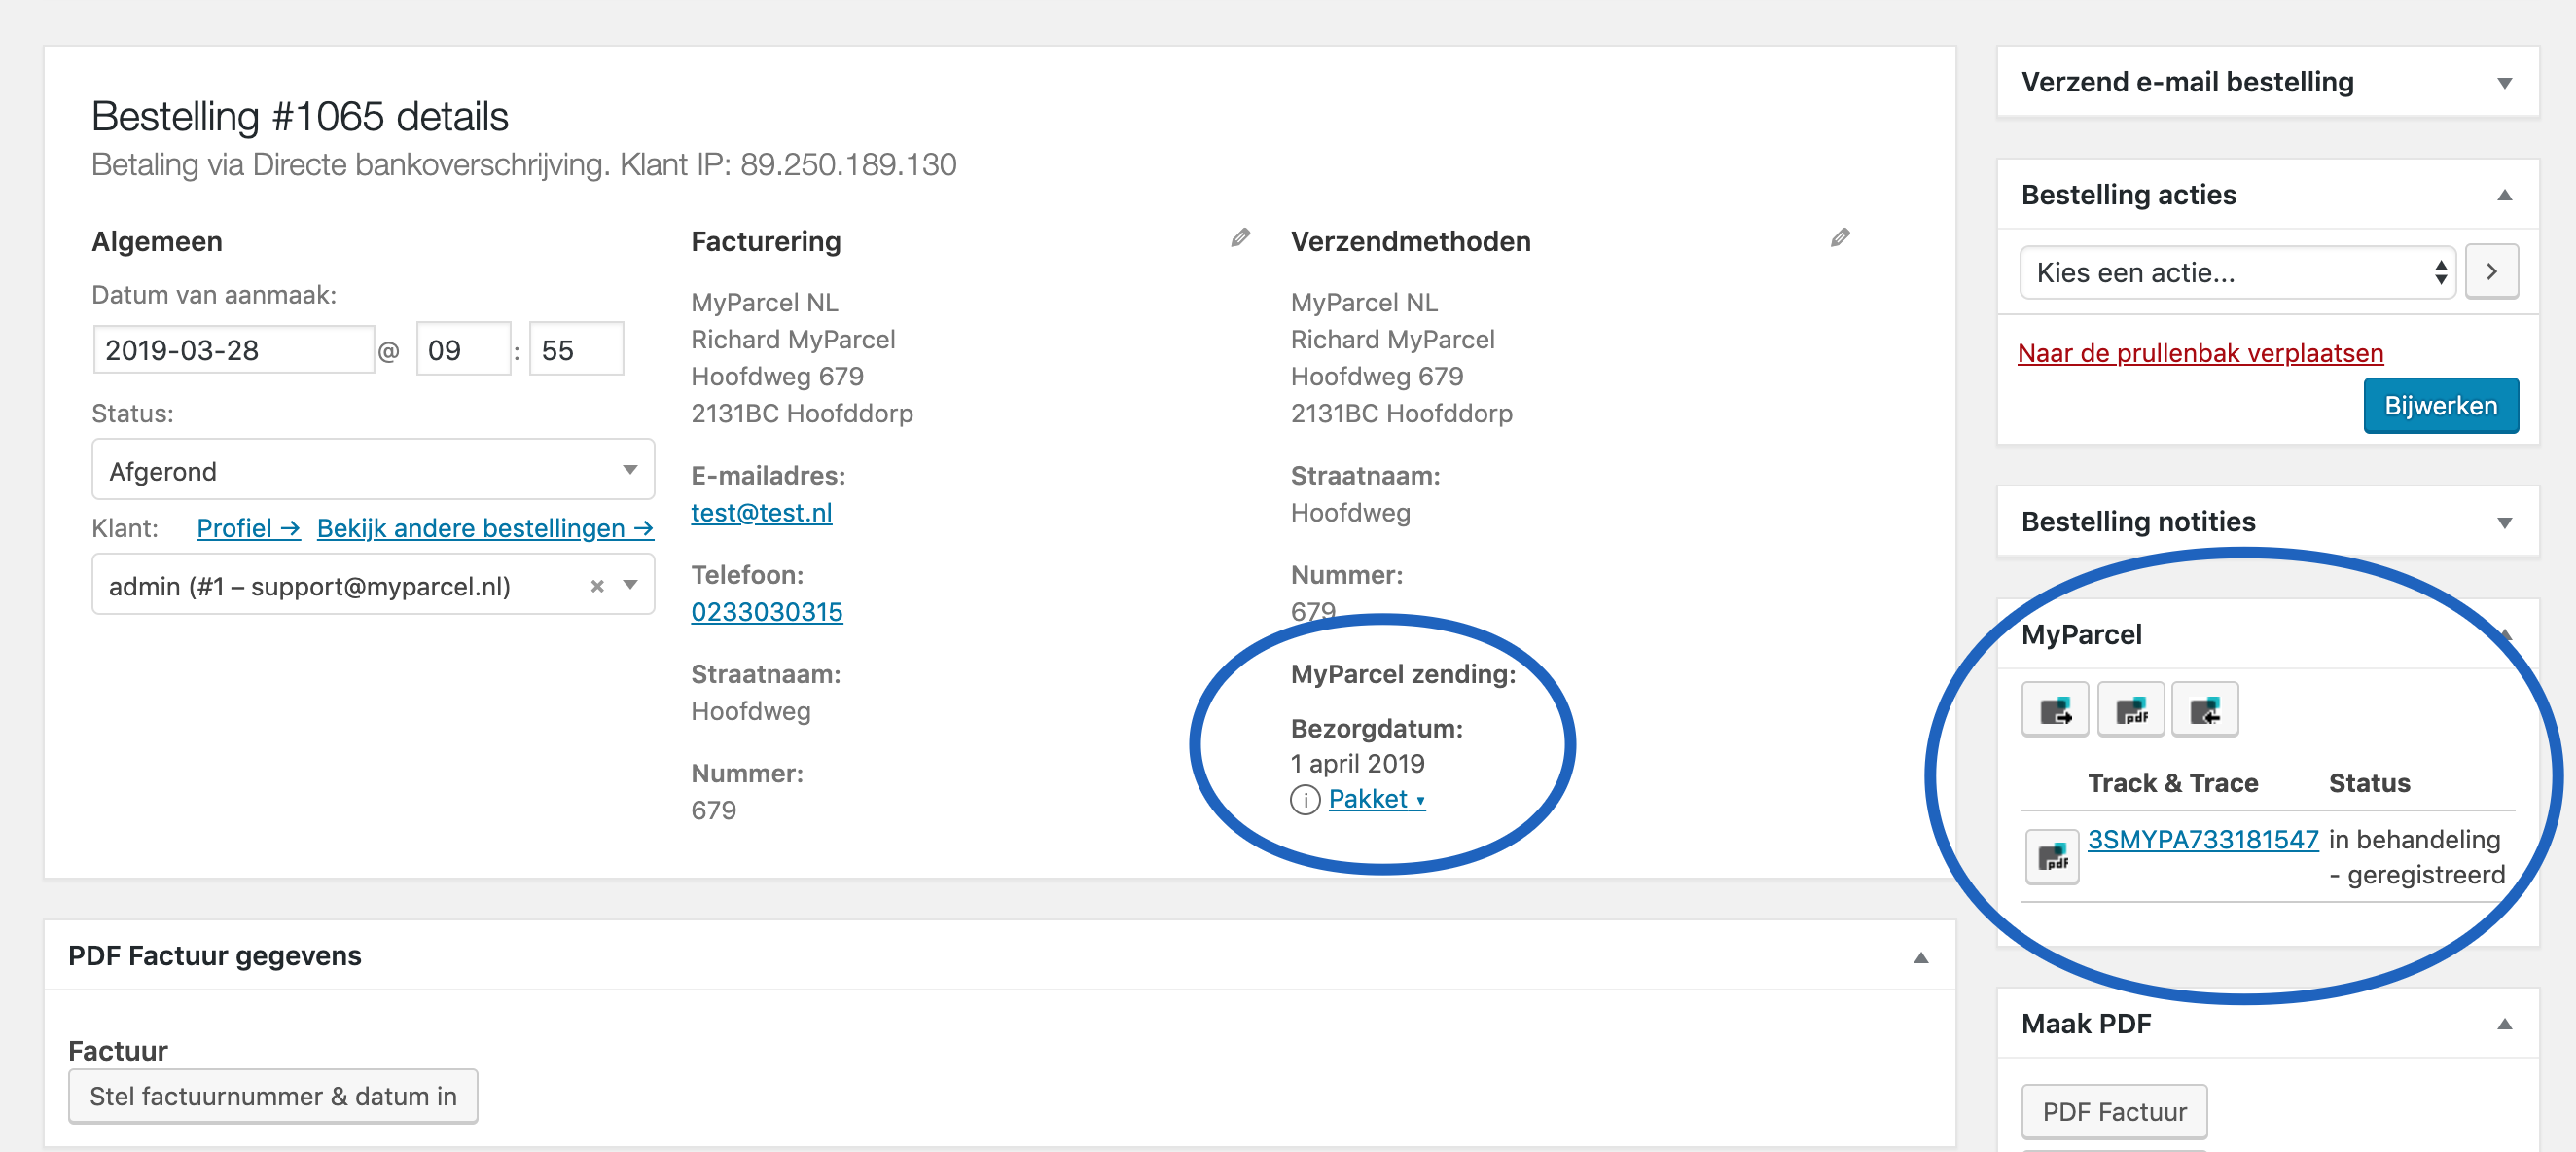 Bestelling #1065 details
Betaling via Directe bankoverschrijving. Klant IP: 89.250.189.130
Algemeen
Datum van aanmaak:
2019-03-28 @ 09 : 55
Status:
Afgerond
Klant: Profiel → Bekijk andere bestellingen →
admin (#1 – support@myparcel.nl) ×
Facturering
MyParcel NL
Richard MyParcel
Hoofdweg 679
2131BC Hoofddorp
E-mailadres:
test@test.nl
Telefoon:
0233030315
Straatnaam:
Hoofdweg
Nummer:
679
Verzendmethoden
MyParcel NL
Richard MyParcel
Hoofdweg 679
2131BC Hoofddorp
Straatnaam:
Hoofdweg
Nummer:
679
MyParcel zending:
Bezorgdatum:
1 april 2019
i Pakket
PDF Factuur gegevens
Factuur
Stel factuurnummer & datum in
Verzend e-mail bestelling
Bestelling acties
Kies een actie...
Naar de prullenbak verplaatsen
Bijwerken
Bestelling notities
MyParcel
pdf
Track & Trace Status
pdf 3SMYPA733181547 in behandeling
- geregistreerd
Maak PDF
PDF Factuur